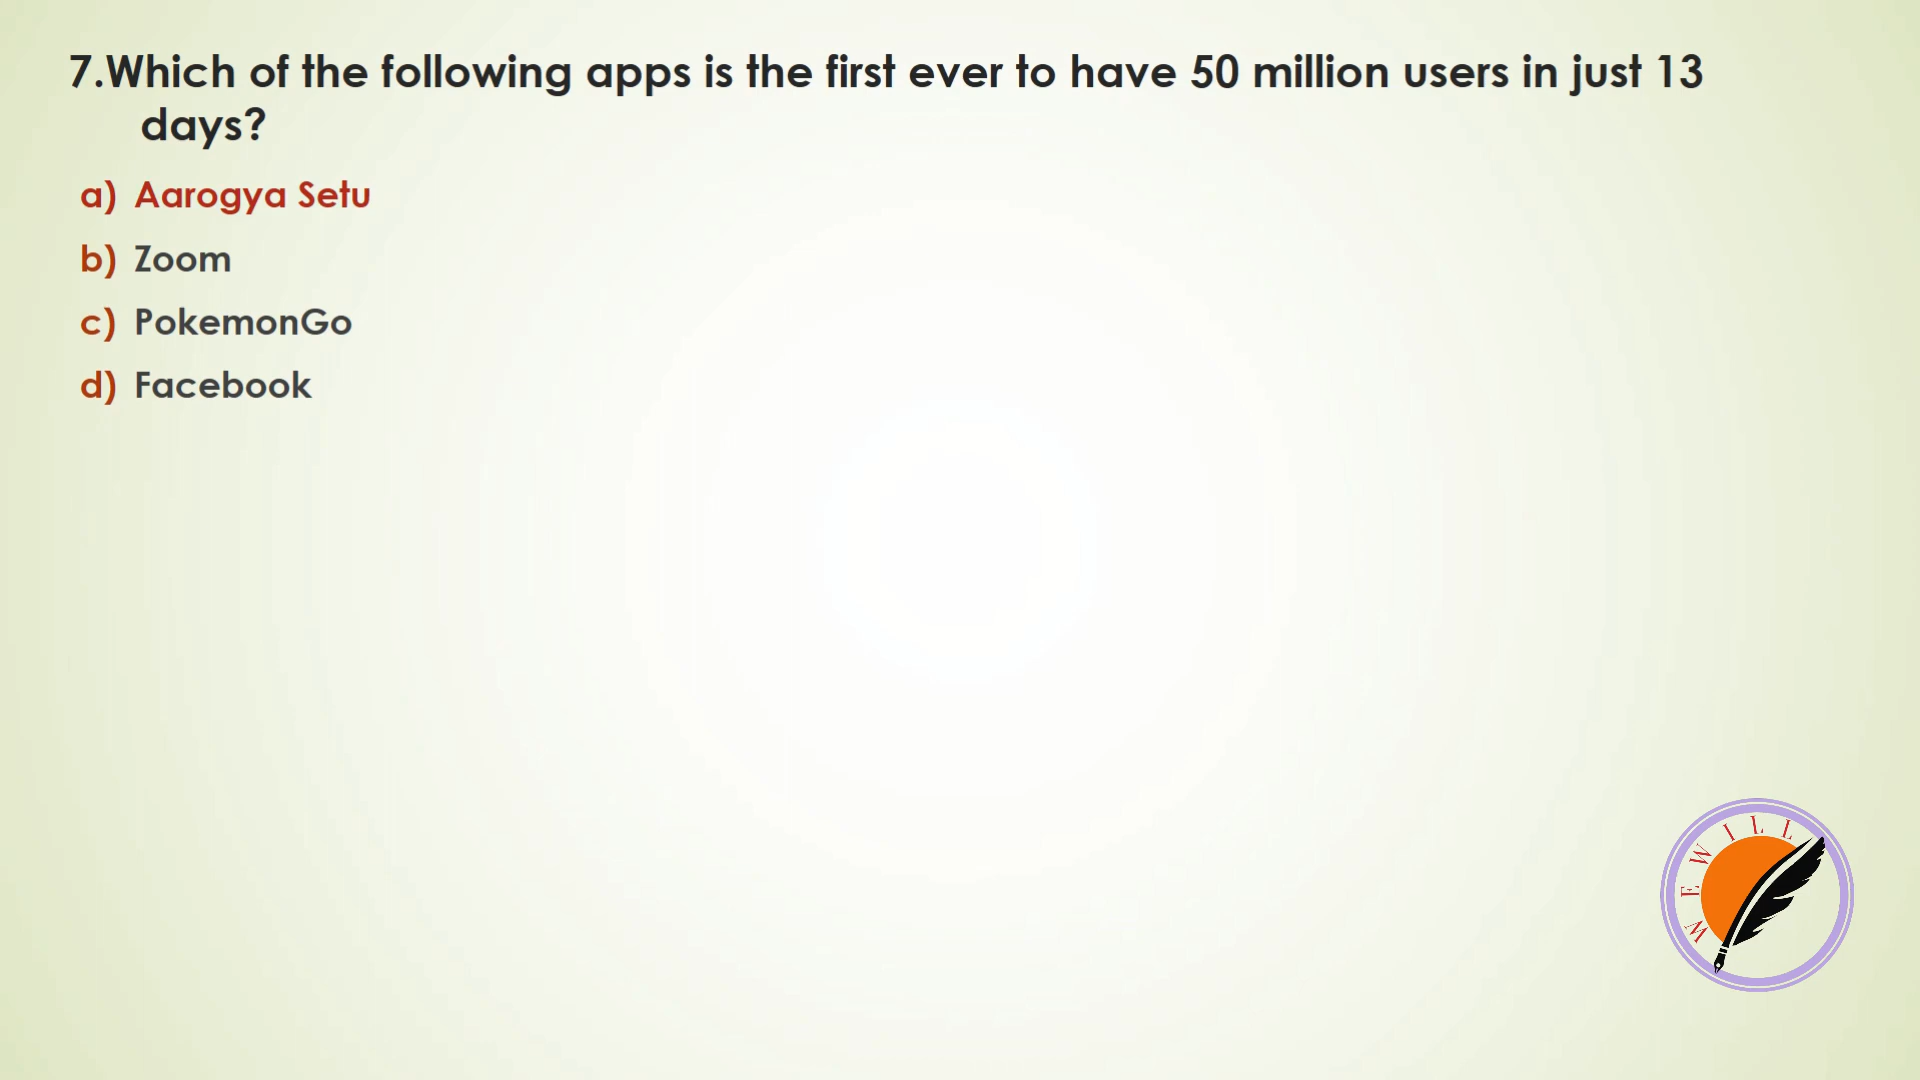 7.Which of the following apps is the first ever to have 50 million users in just 13
days?
a) Aarogya Setu
b) Zoom
c) PokemonGo
d) Facebook
WE WILL